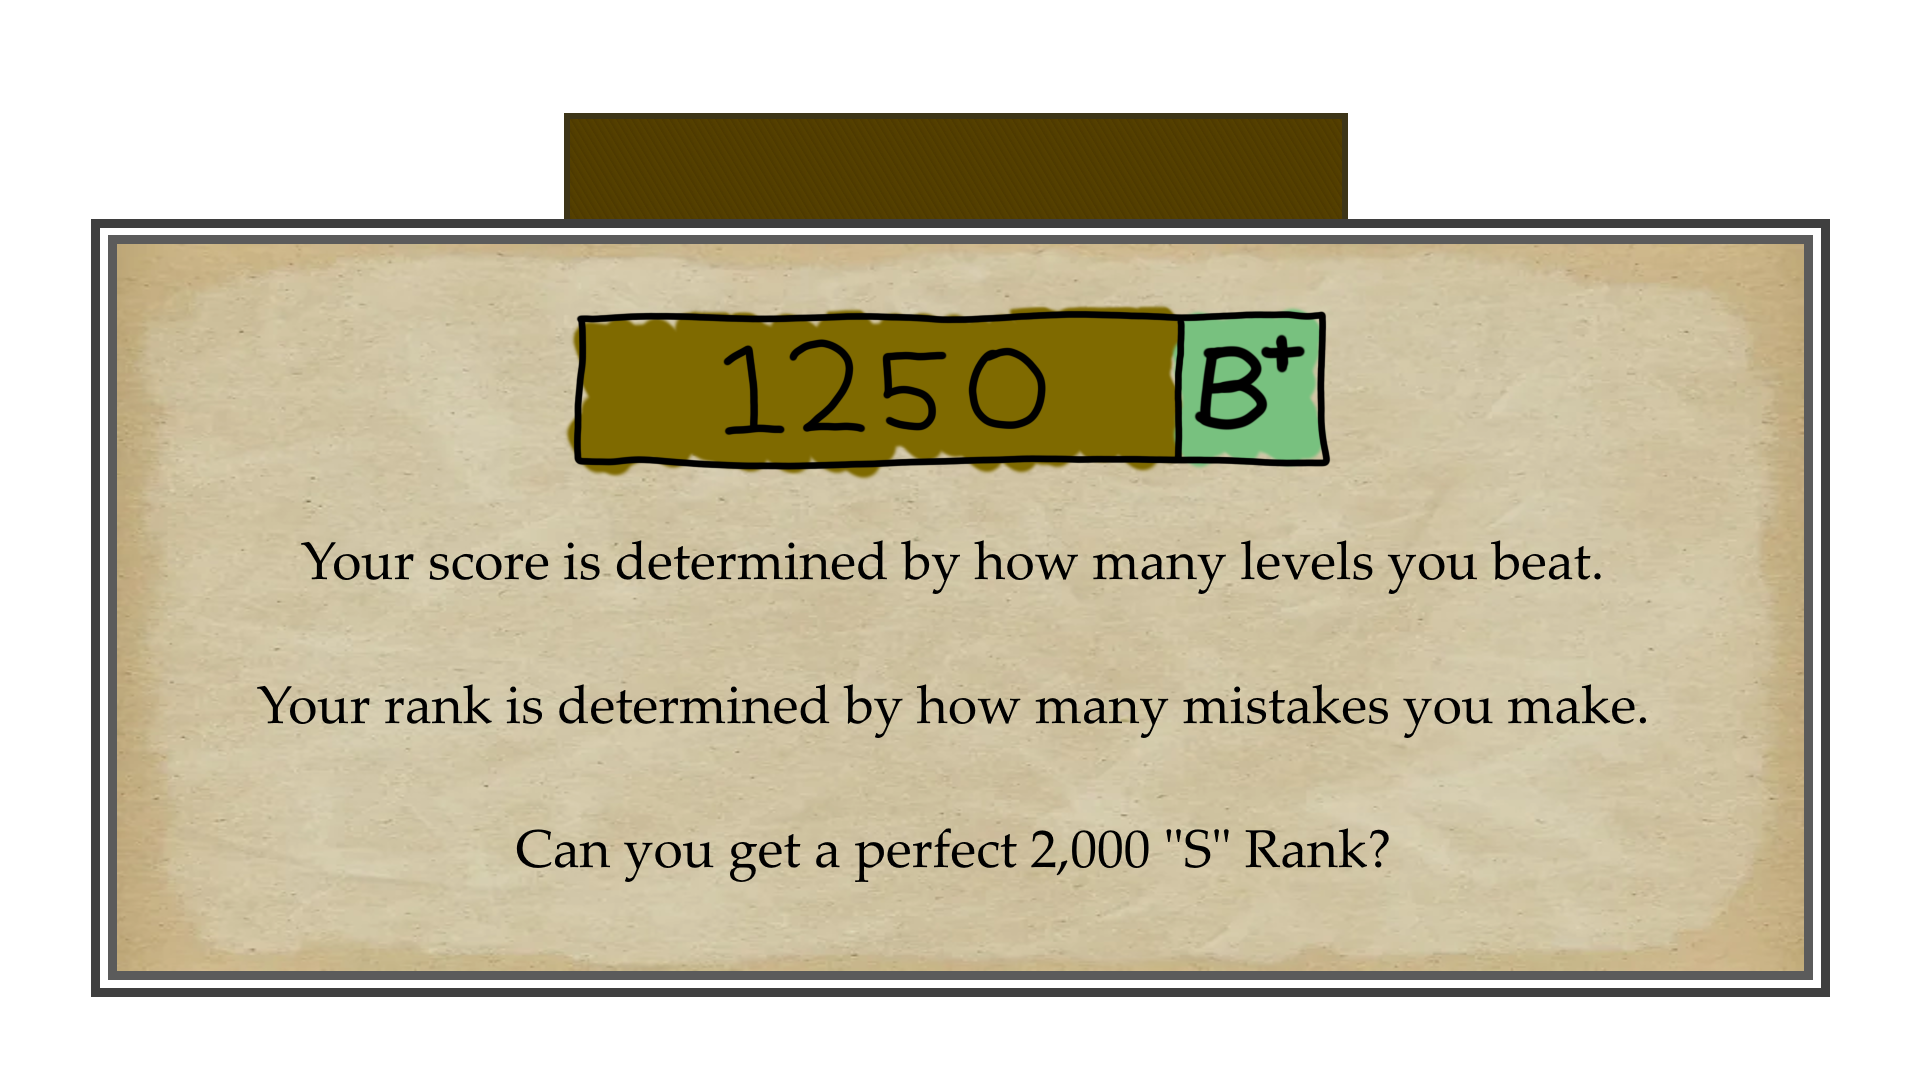 1250 B+
Your score is determined by how many levels you beat.
Your rank is determined by how many mistakes you make.
Can you get a perfect 2,000 "S" Rank?